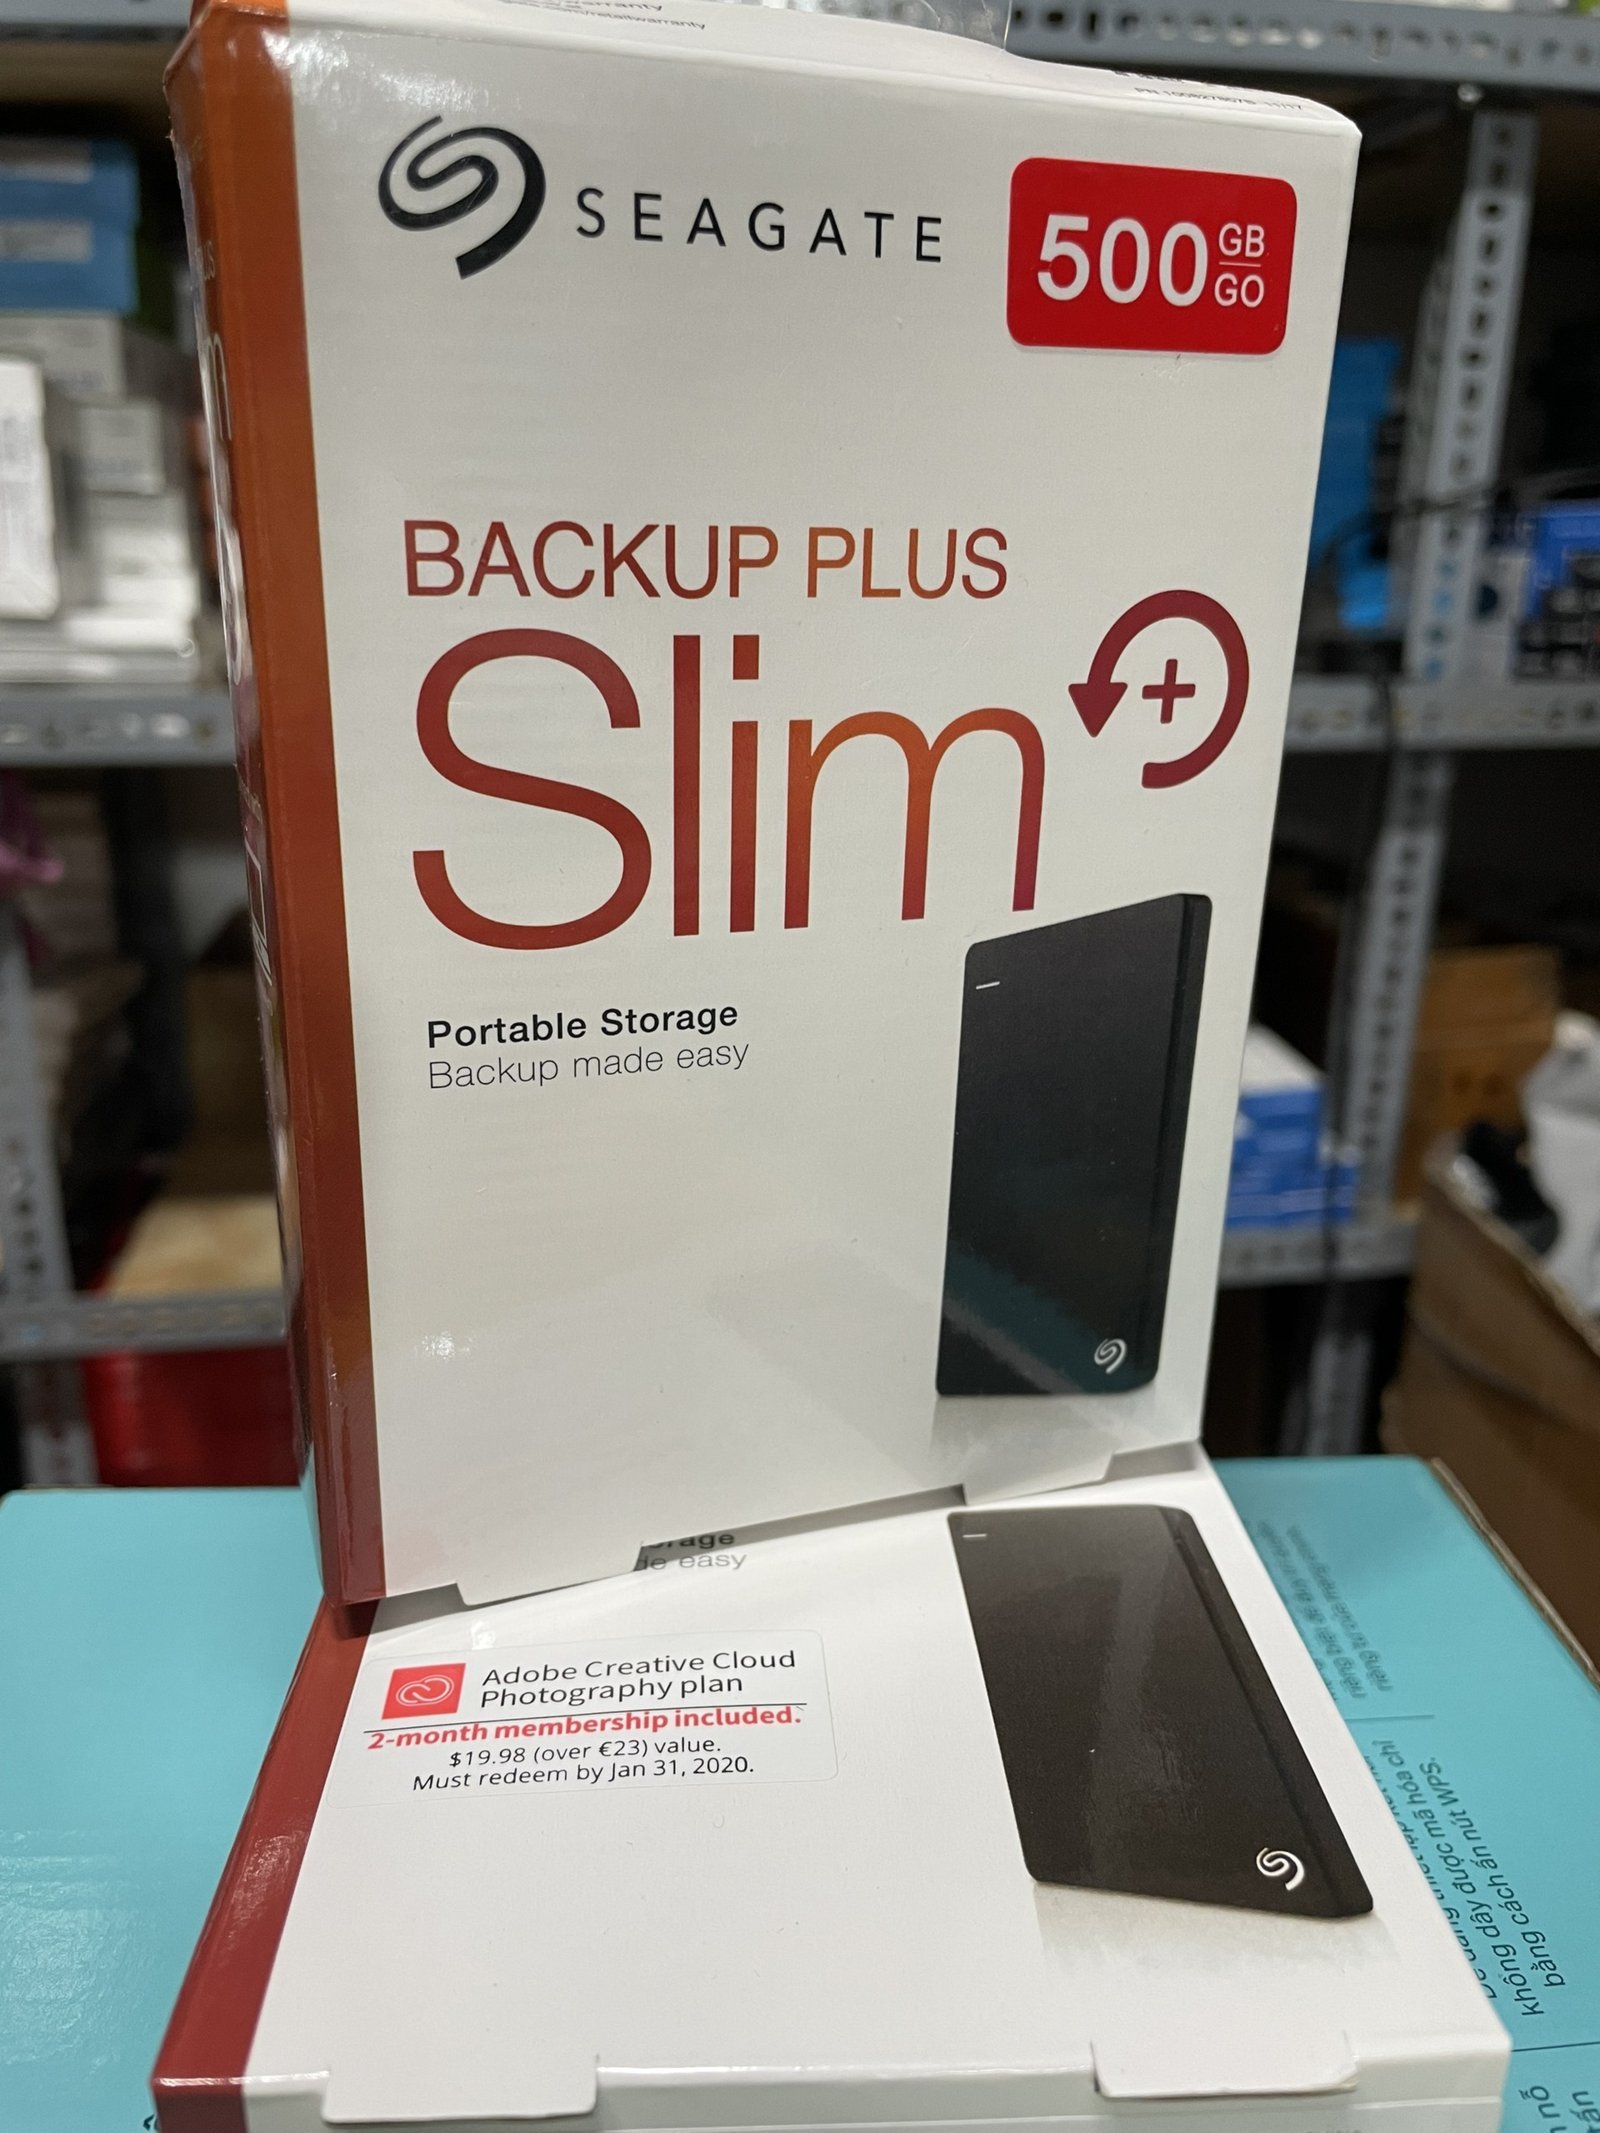 SEAGATE
500 GB
GO
BACKUP PLUS
Slim
Portable Storage
Backup made easy
easy
Adobe Creative Cloud
Photography plan
2-month membership included.
$19.98 (over €23) value.
Must redeem by Jan 31, 2020.
không dây được mã hóa chỉ
bằng cách ấn nút WPS.